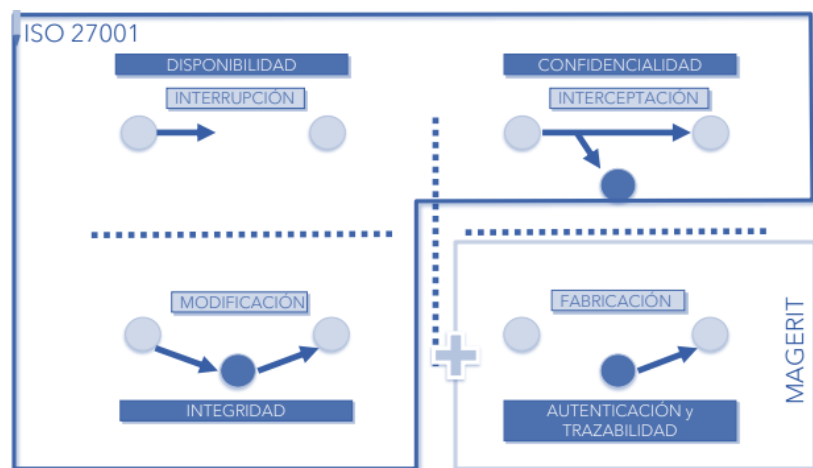 ISO 27001
DISPONIBILIDAD
INTERRUPCIÓN
CONFIDENCIALIDAD
INTERCEPTACIÓN
MODIFICACIÓN
INTEGRIDAD
FABRICACIÓN
AUTENTICACIÓN y
TRAZABILIDAD
MAGERIT